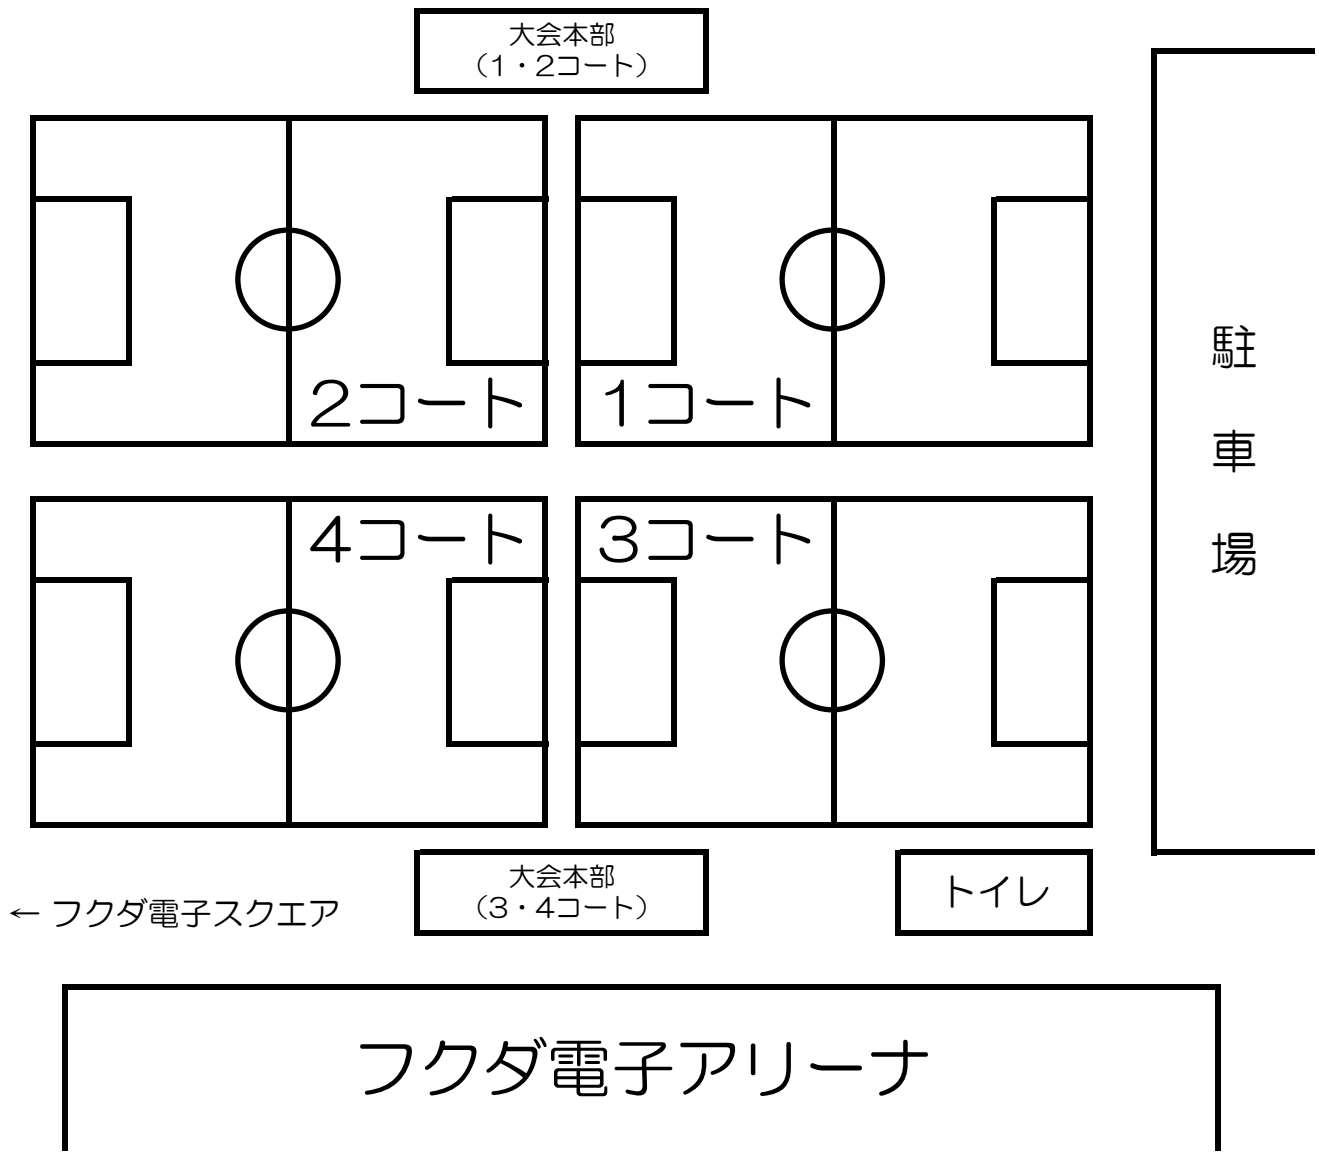 大会本部
（1・2コート）
2コート
1コート
駐車場
4コート
3コート
大会本部
（3・4コート）
トイレ
← フクダ電子スクエア
フクダ電子アリーナ